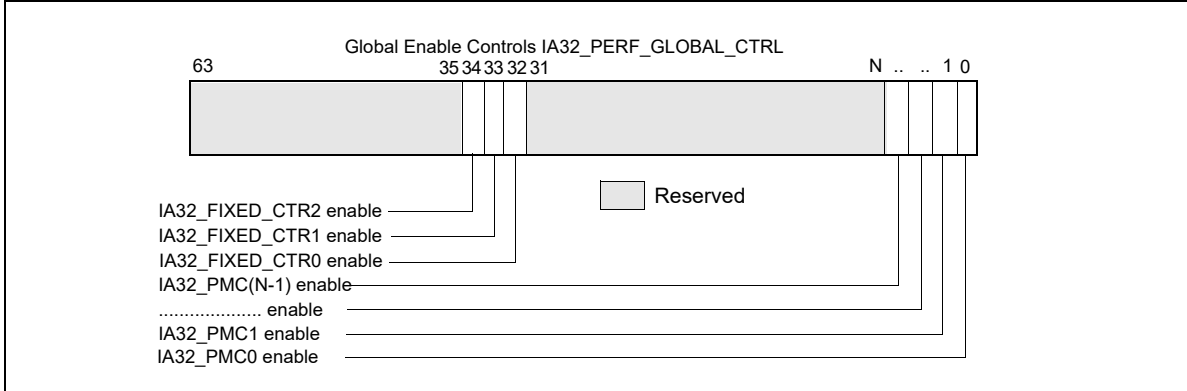 Global Enable Controls IA32_PERF_GLOBAL_CTRL
63 35 34 33 32 31 N .. .. 1 0
Reserved
IA32_FIXED_CTR2 enable
IA32_FIXED_CTR1 enable
IA32_FIXED_CTR0 enable
IA32_PMC(N-1) enable
.................... enable
IA32_PMC1 enable
IA32_PMC0 enable